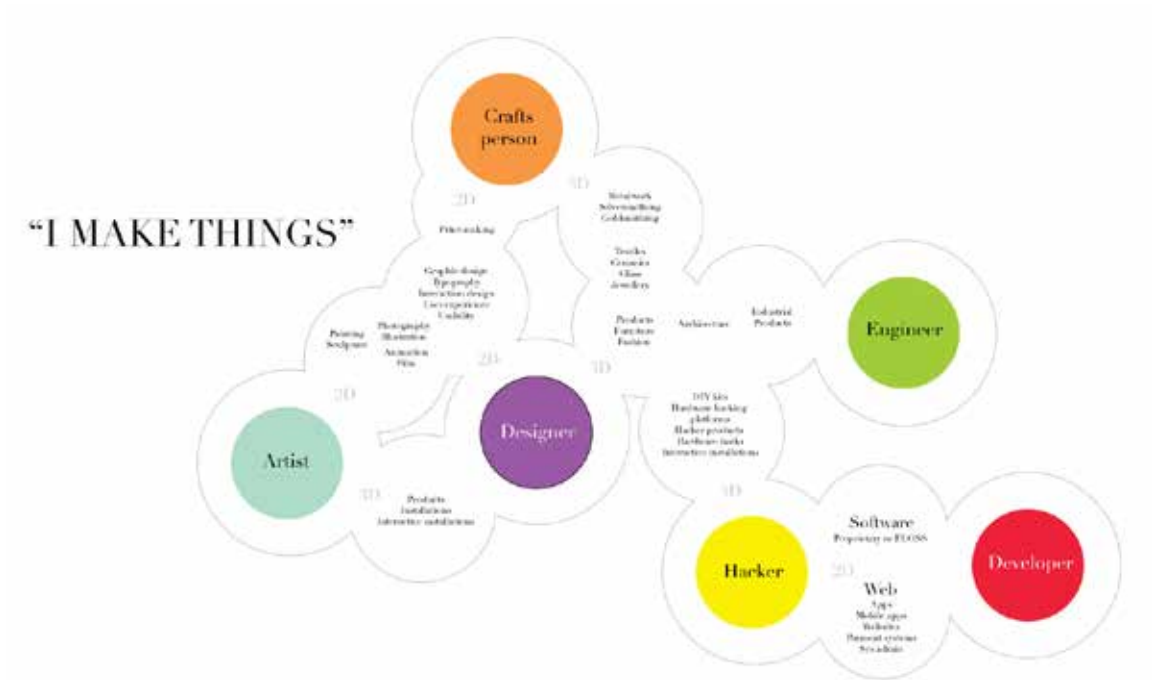 Crafts
person
3D
2D
Metalwork
Silversmithing
Goldsmithing
“I MAKE THINGS”
Printmaking
Textiles
Ceramics
Glass
Jewellery
Graphic design
Typography
Interaction design
User experience
Usability
Painting
Sculpture
Photography
Illustration
Animation
Film
2D
Products
Furniture
Fashion
Architecture
Industrial
Products
Engineer
3D
2D
DIY kits
Hardware hacking
platforms
Hacker products
Hardware hacks
Interactive installations
Designer
Artist
3D
Products
Installations
Interactive installations
3D
Software
Proprietary or FLOSS
Hacker
2D
Developer
Web
Apps
Mobile apps
Websites
Payment systems
Sys admin